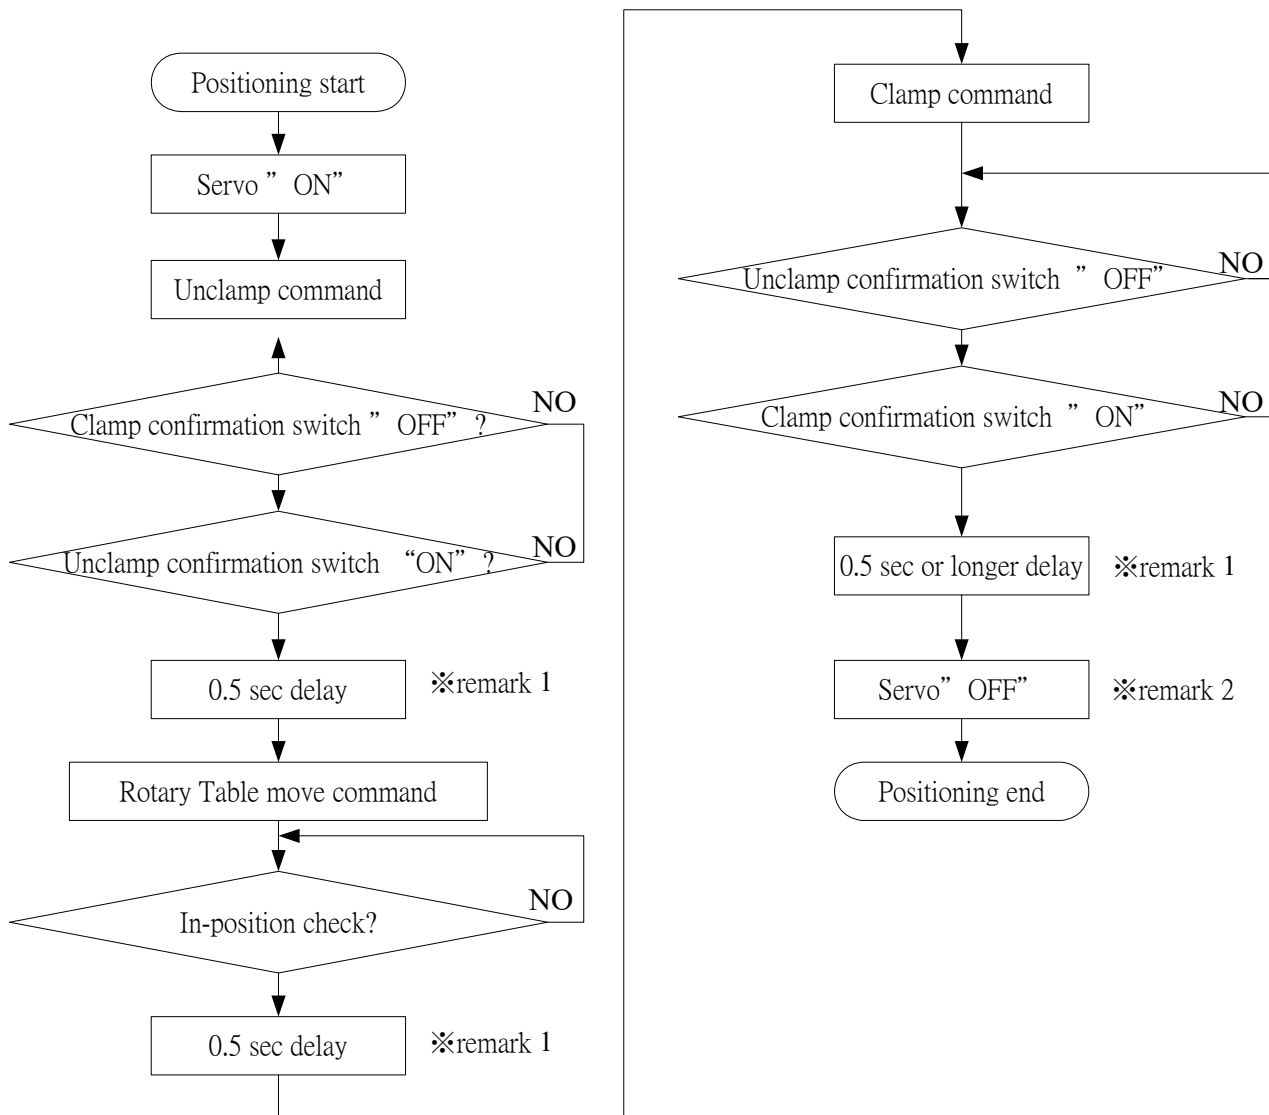 Positioning start
Servo ” ON”
Unclamp command
Clamp confirmation switch ” OFF” ?
NO
Unclamp confirmation switch “ON” ?
NO
0.5 sec delay
※remark 1
Rotary Table move command
In-position check?
NO
0.5 sec delay
※remark 1
Clamp command
Unclamp confirmation switch ” OFF”
NO
Clamp confirmation switch ” ON”
NO
0.5 sec or longer delay
※remark 1
Servo” OFF”
※remark 2
Positioning end